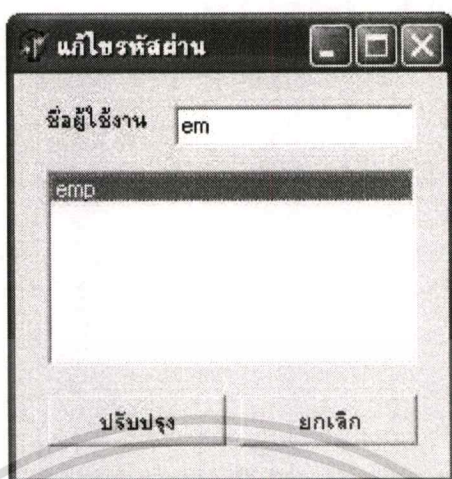 แก้ไขรหัสผ่าน
ชื่อผู้ใช้งาน em
emp
ปรับปรุง ยกเลิก